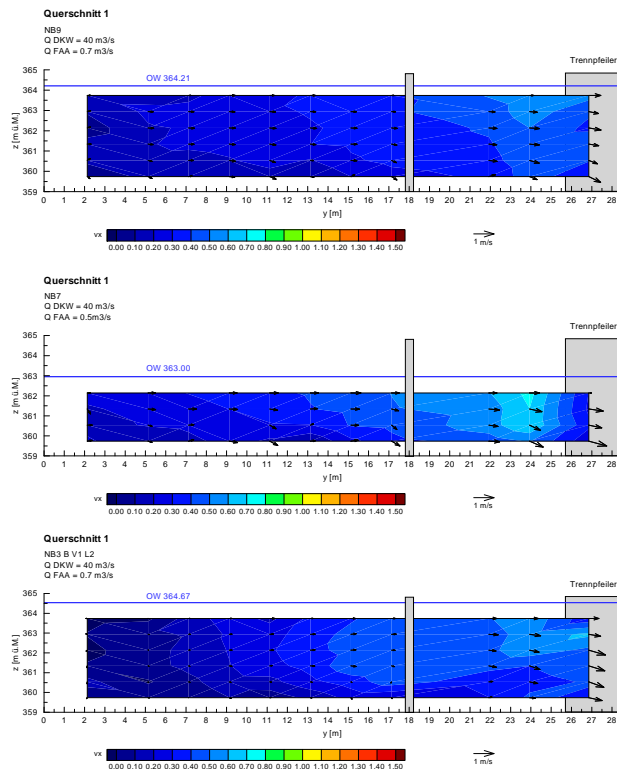 Querschnitt 1
NB9
Q DKW = 40 m3/s
Q FAA = 0.7 m3/s
Trennpfeiler
OW 364.21
365
364
363
362
361
360
359
z [m ü.M.]
0 1 2 3 4 5 6 7 8 9 10 11 12 13 14 15 16 17 18 19 20 21 22 23 24 25 26 27 28
y [m]
vx
0.00 0.10 0.20 0.30 0.40 0.50 0.60 0.70 0.80 0.90 1.00 1.10 1.20 1.30 1.40 1.50
1 m/s
Querschnitt 1
NB7
Q DKW = 40 m3/s
Q FAA = 0.5m3/s
Trennpfeiler
OW 363.00
365
364
363
362
361
360
359
z [m ü.M.]
0 1 2 3 4 5 6 7 8 9 10 11 12 13 14 15 16 17 18 19 20 21 22 23 24 25 26 27 28
y [m]
vx
0.00 0.10 0.20 0.30 0.40 0.50 0.60 0.70 0.80 0.90 1.00 1.10 1.20 1.30 1.40 1.50
1 m/s
Querschnitt 1
NB3 B V1 L2
Q DKW = 40 m3/s
Q FAA = 0.7 m3/s
Trennpfeiler
OW 364.67
365
364
363
362
361
360
359
z [m ü.M.]
0 1 2 3 4 5 6 7 8 9 10 11 12 13 14 15 16 17 18 19 20 21 22 23 24 25 26 27 28
y [m]
vx
0.00 0.10 0.20 0.30 0.40 0.50 0.60 0.70 0.80 0.90 1.00 1.10 1.20 1.30 1.40 1.50
1 m/s